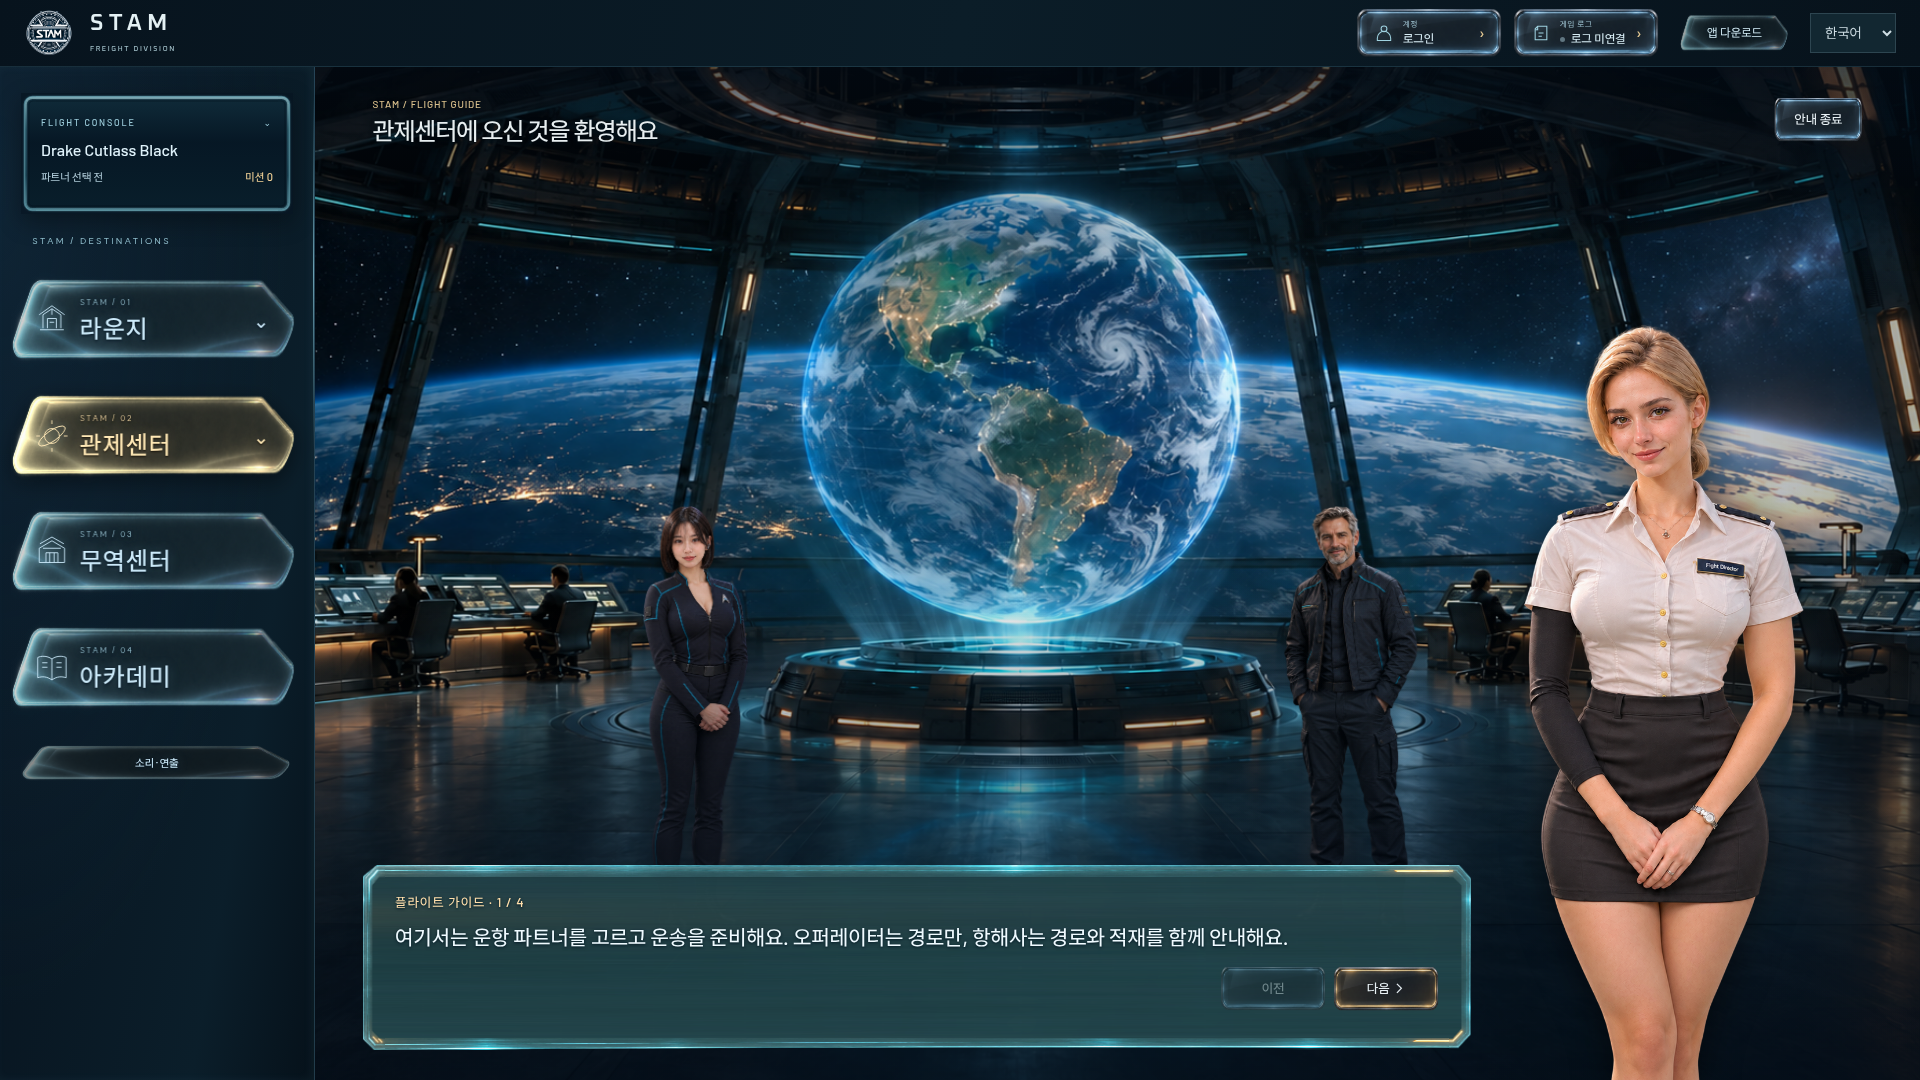 STAM
STAM
FREIGHT DIVISION
계정
로그인
게임 로그
로그 미연결
앱 다운로드
한국어
FLIGHT CONSOLE
Drake Cutlass Black
파트너 선택 전
미션 0
STAM / DESTINATIONS
STAM / 01
라운지
STAM / 02
관제센터
STAM / 03
무역센터
STAM / 04
아카데미
소리·연출
STAM / FLIGHT GUIDE
관제센터에 오신 것을 환영해요
안내 종료
Flight Director
플라이트 가이드 · 1 / 4
여기서는 운항 파트너를 고르고 운송을 준비해요. 오퍼레이터는 경로만, 항해사는 경로와 적재를 함께 안내해요.
이전
다음